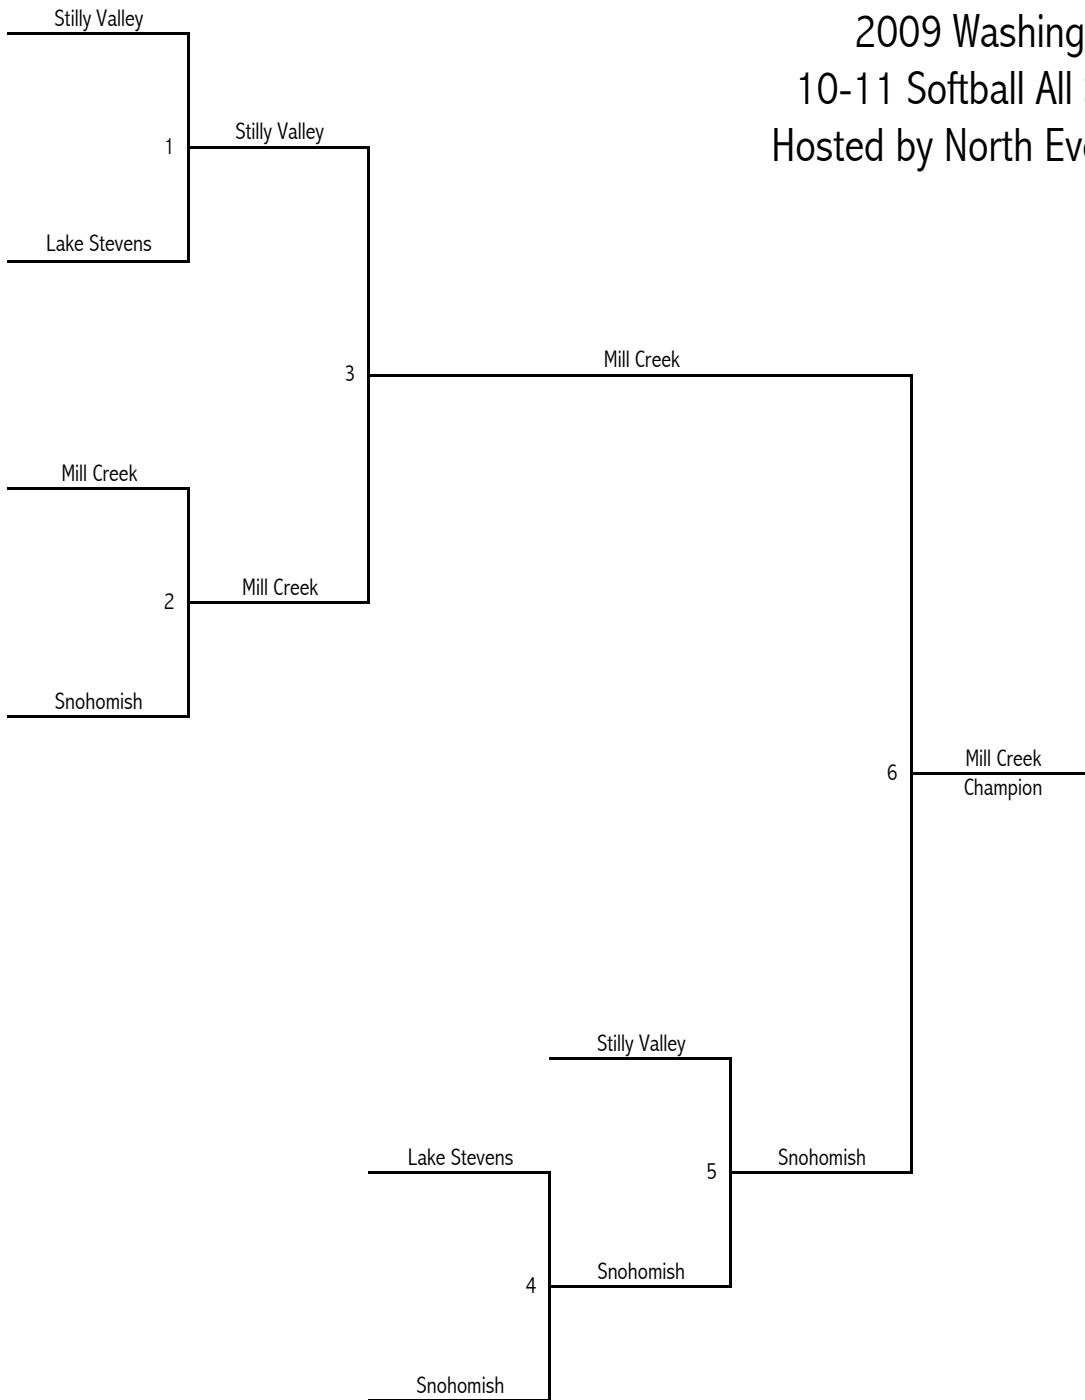 Stilly Valley
2009 Washing
10-11 Softball All
Hosted by North Eve
1
Stilly Valley
Lake Stevens
Mill Creek
3
Mill Creek
2
Mill Creek
Snohomish
6
Mill Creek
Champion
Stilly Valley
Lake Stevens
5
Snohomish
4
Snohomish
Snohomish